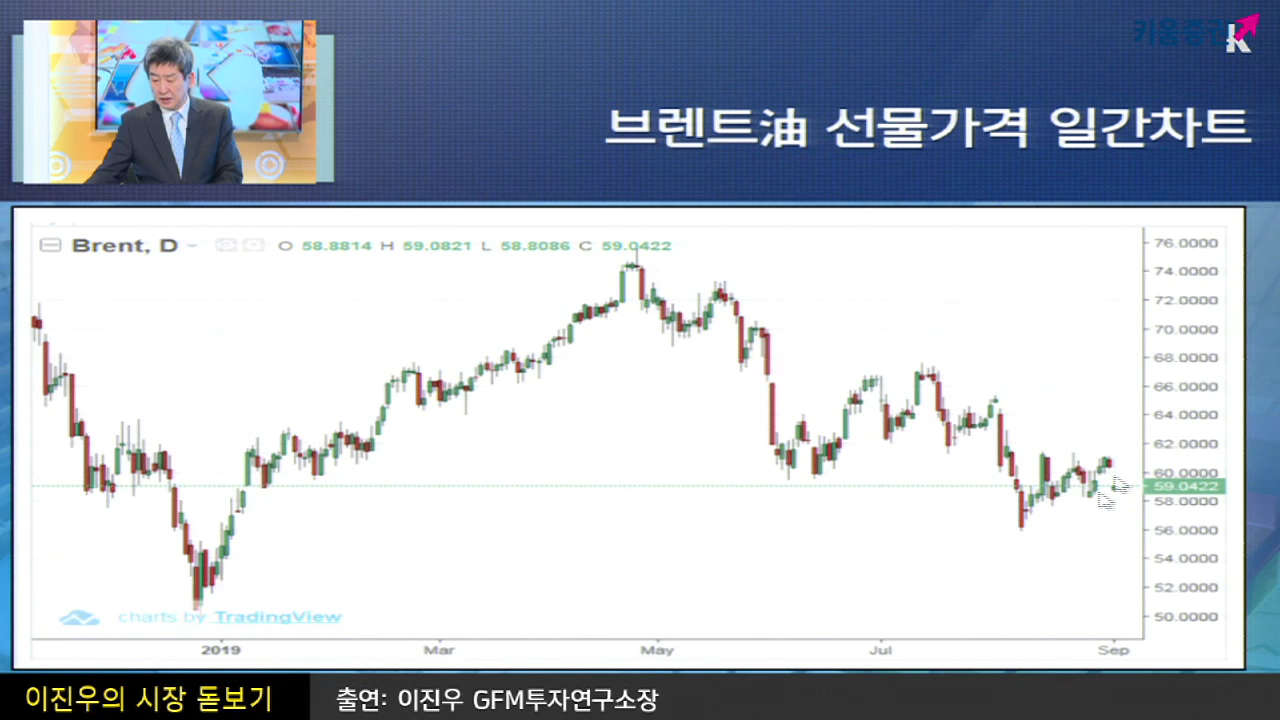 키움증권
브렌트油 선물가격 일간차트
Brent, D O 58.8814 H 59.0821 L 58.8086 C 59.0422
76.0000
74.0000
72.0000
70.0000
68.0000
66.0000
64.0000
62.0000
60.0000
59.0422
58.0000
56.0000
54.0000
52.0000
50.0000
charts by TradingView
2019 Mar May Jul Sep
이진우의 시장 돋보기
출연: 이진우 GFM투자연구소장